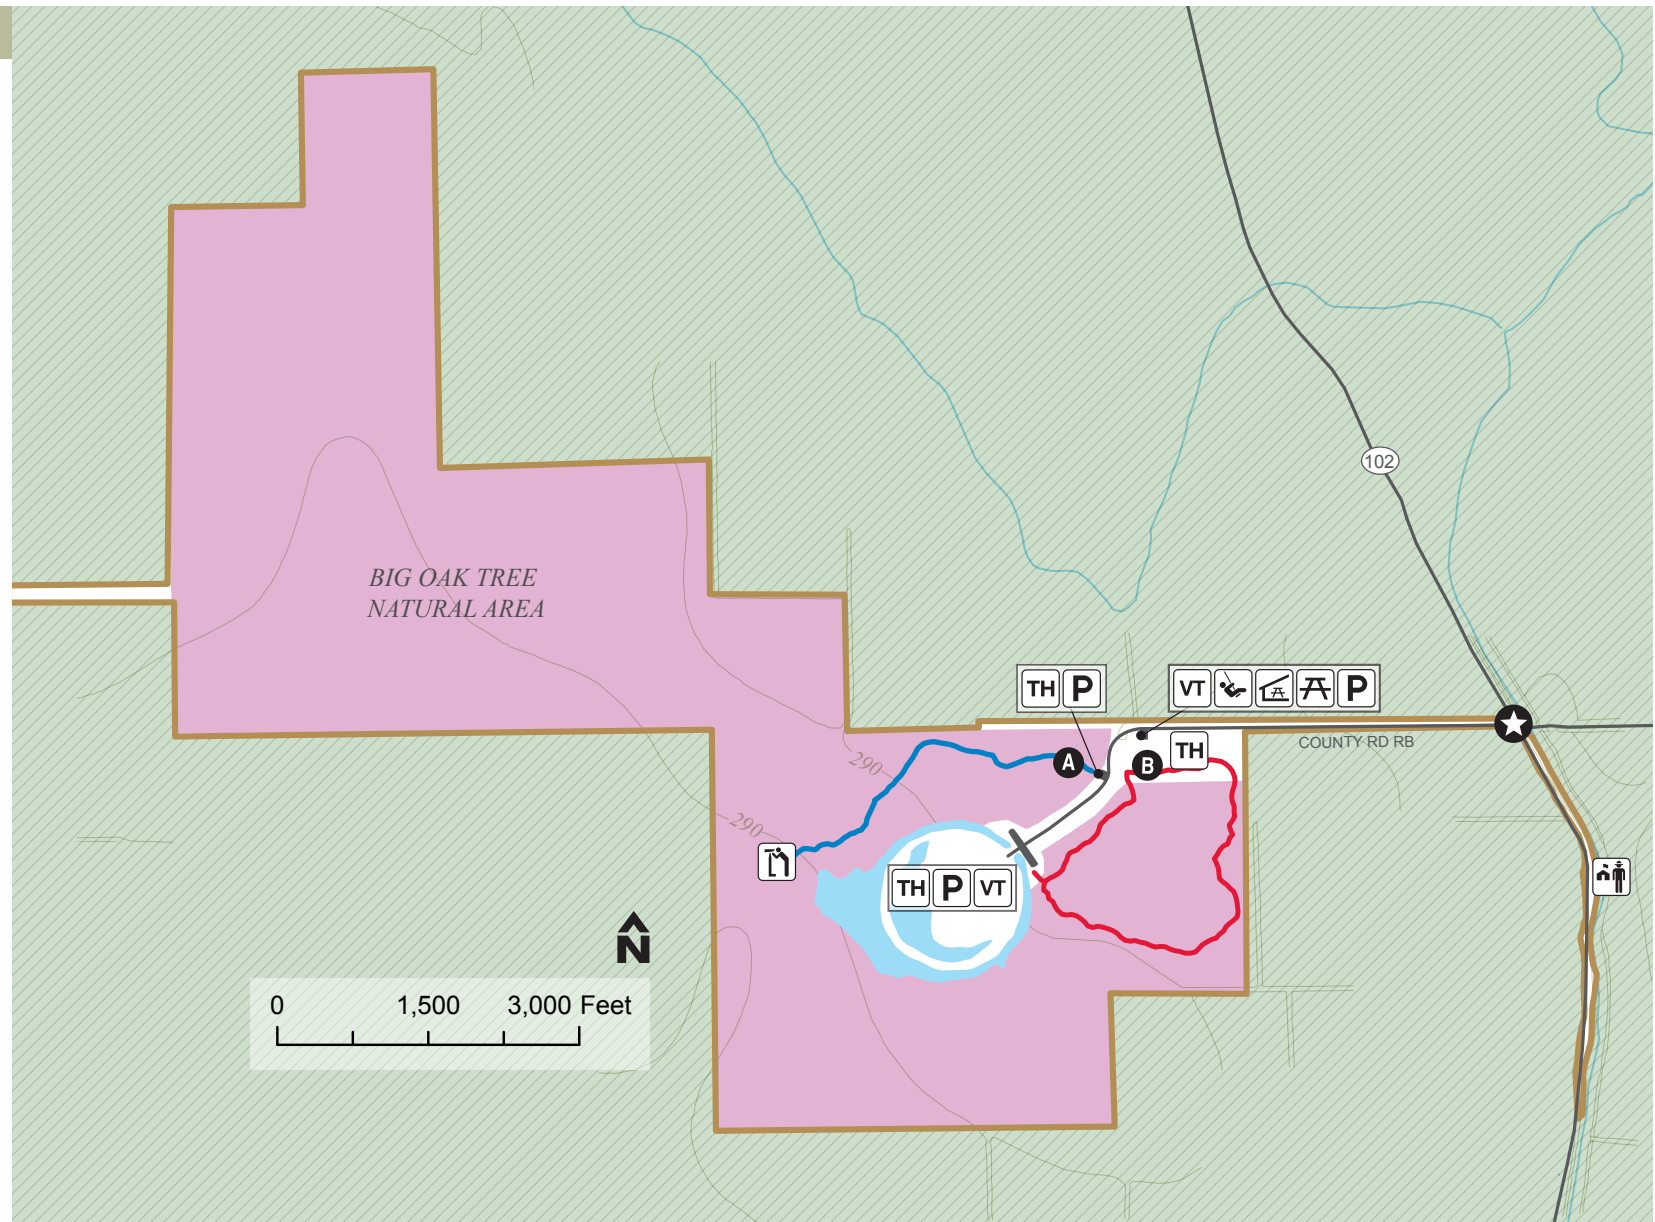 102
BIG OAK TREE
NATURAL AREA
TH P
VT P
COUNTY RD RB
A
B
TH
290
290
TH P VT
N
0 1,500 3,000 Feet